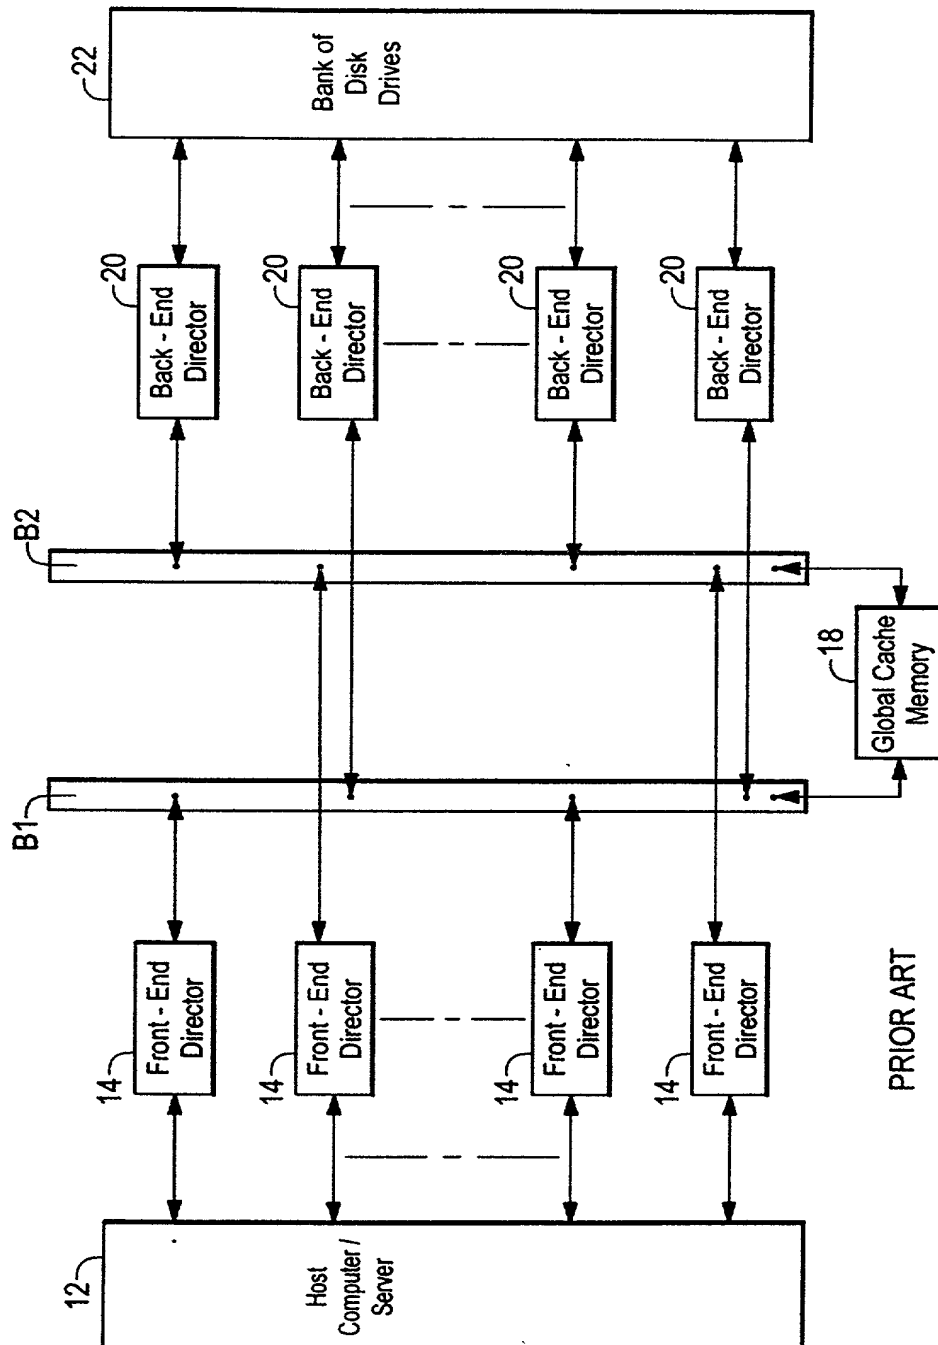 22
Bank of
Disk
Drives
20
Back - End
Director
20
Back - End
Director
20
Back - End
Director
20
Back - End
Director
B2
B1
18
Global Cache
Memory
14
Front - End
Director
14
Front - End
Director
14
Front - End
Director
14
Front - End
Director
12
Host
Computer /
Server
PRIOR ART